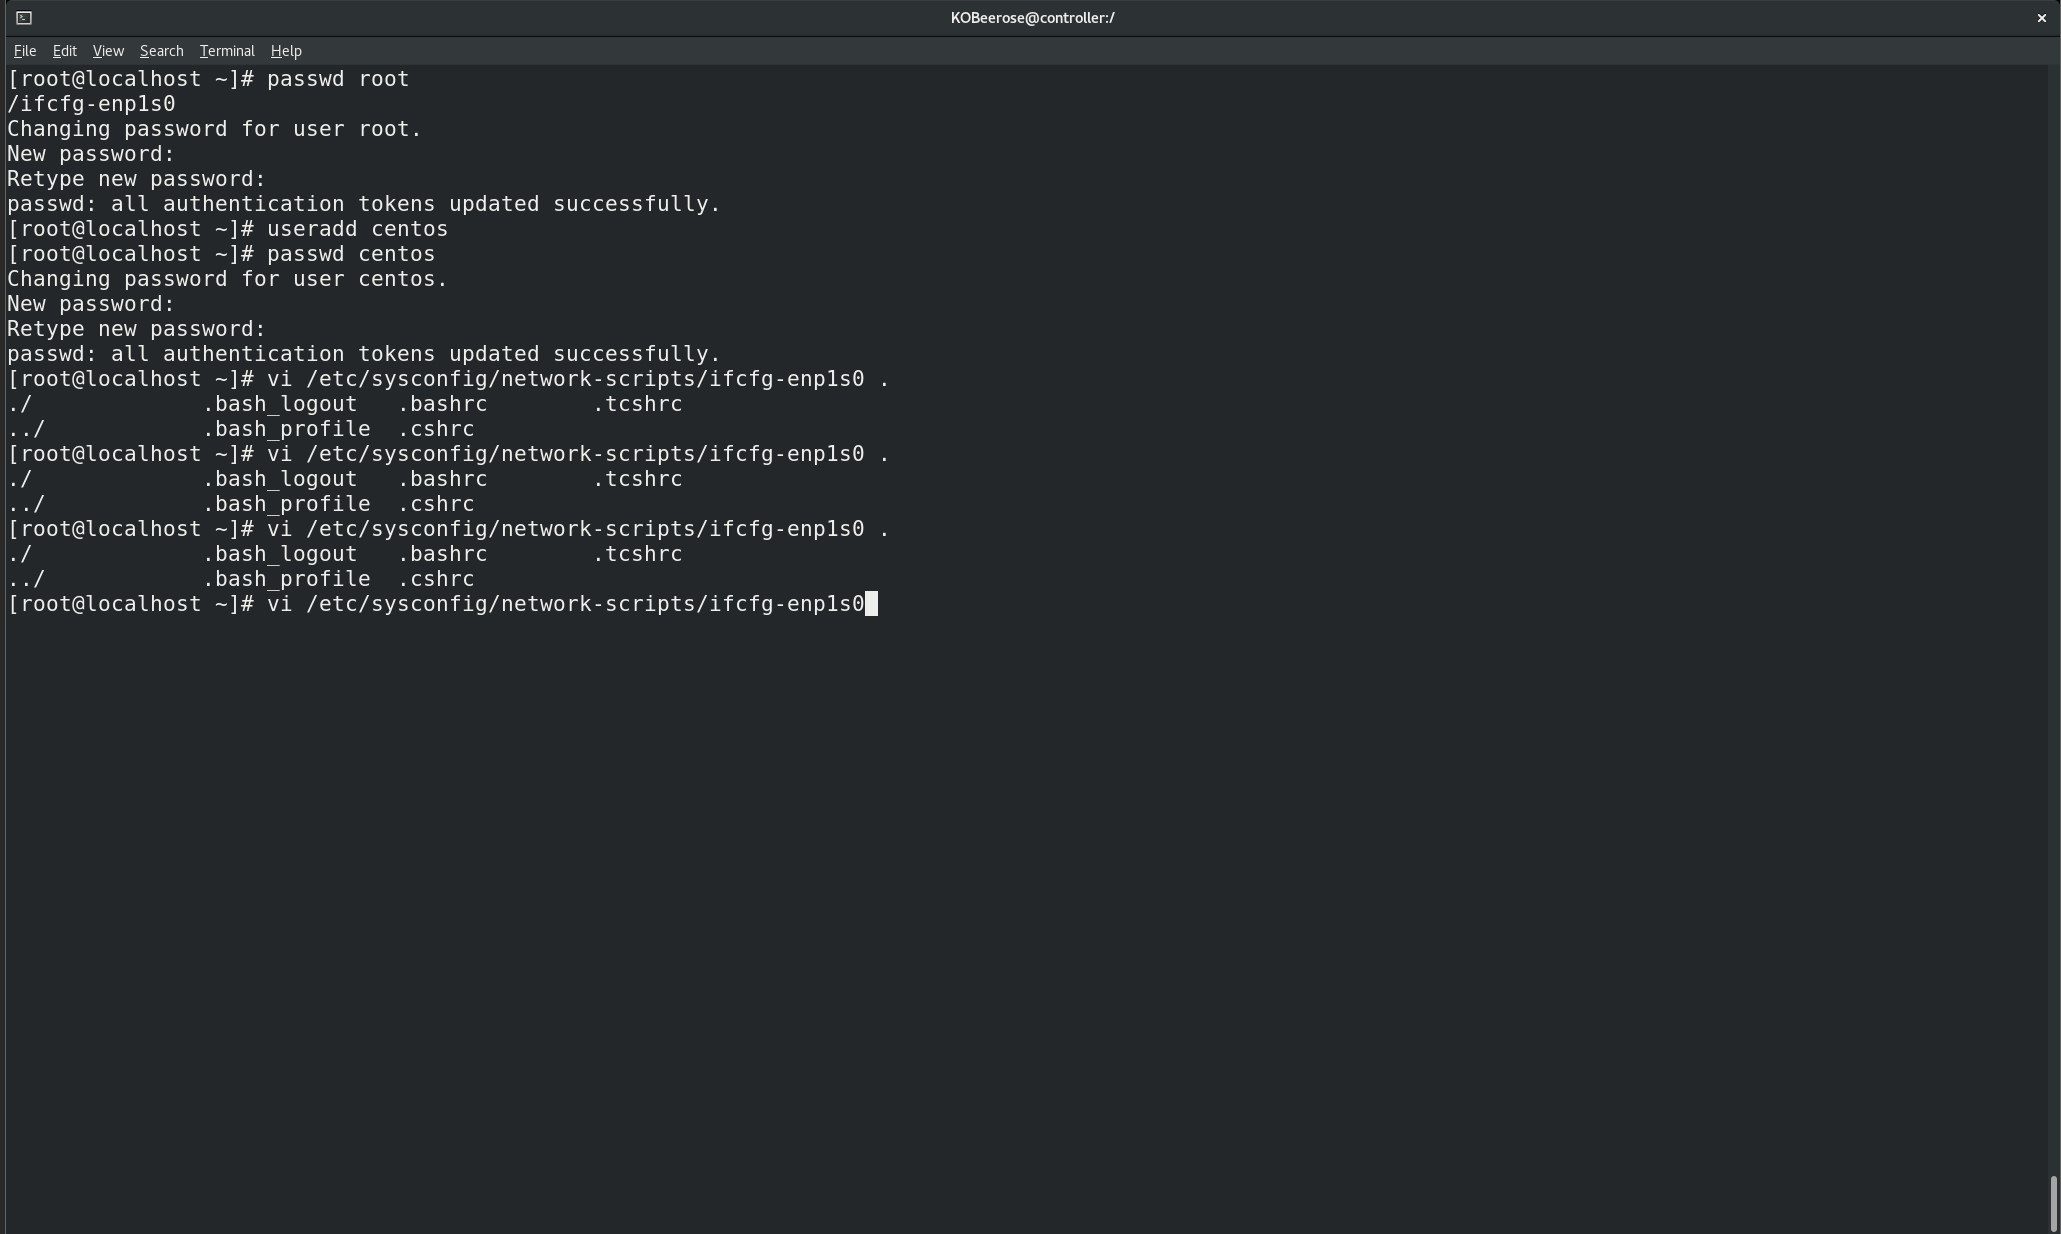 KOBeerose@controller:/
×
File Edit View Search Terminal Help
[root@localhost ~]# passwd root
/ifcfg-enp1s0
Changing password for user root.
New password:
Retype new password:
passwd: all authentication tokens updated successfully.
[root@localhost ~]# useradd centos
[root@localhost ~]# passwd centos
Changing password for user centos.
New password:
Retype new password:
passwd: all authentication tokens updated successfully.
[root@localhost ~]# vi /etc/sysconfig/network-scripts/ifcfg-enp1s0 .
./             .bash_logout   .bashrc        .tcshrc
../            .bash_profile  .cshrc
[root@localhost ~]# vi /etc/sysconfig/network-scripts/ifcfg-enp1s0 .
./             .bash_logout   .bashrc        .tcshrc
../            .bash_profile  .cshrc
[root@localhost ~]# vi /etc/sysconfig/network-scripts/ifcfg-enp1s0 .
./             .bash_logout   .bashrc        .tcshrc
../            .bash_profile  .cshrc
[root@localhost ~]# vi /etc/sysconfig/network-scripts/ifcfg-enp1s0